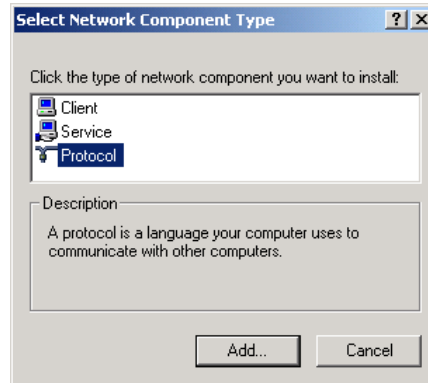 Select Network Component Type
Click the type of network component you want to install:
Client
Service
Protocol
Description
A protocol is a language your computer uses to
communicate with other computers.
Add...
Cancel